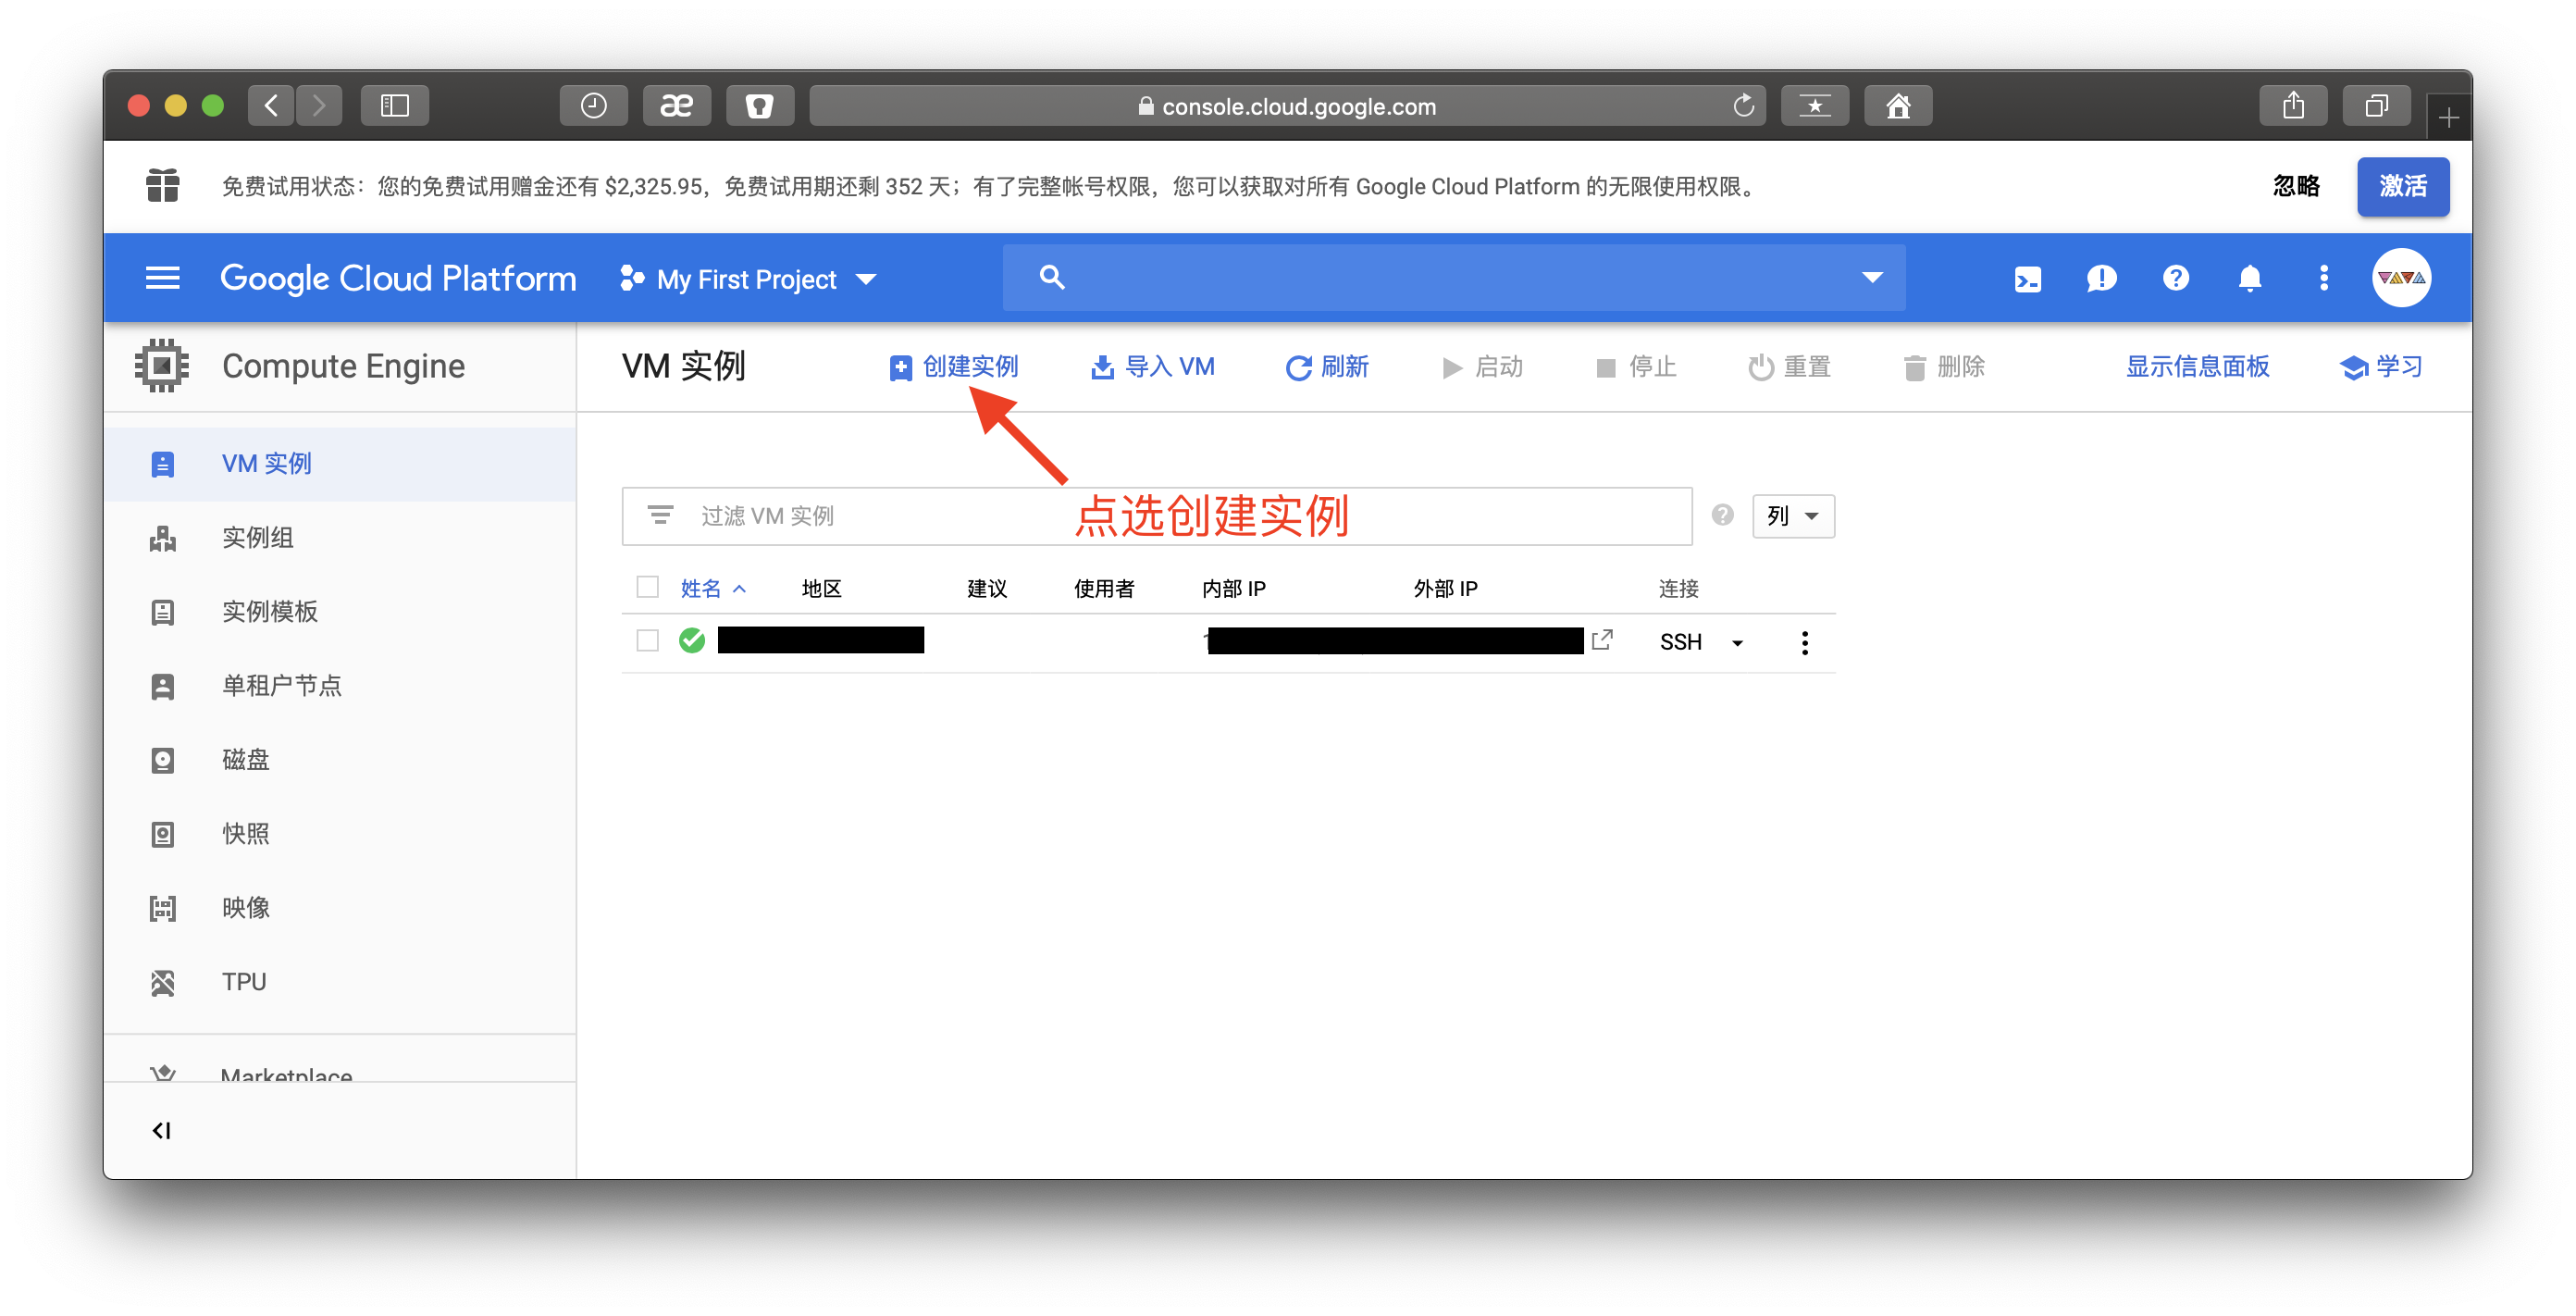 æ
console.cloud.google.com
免费试用状态：您的免费试用赠金还有 $2,325.95，免费试用期还剩 352 天；有了完整帐号权限，您可以获取对所有 Google Cloud Platform 的无限使用权限。
忽略
激活
Google Cloud Platform
My First Project
Compute Engine
VM 实例
创建实例
导入 VM
刷新
启动
停止
重置
删除
显示信息面板
学习
VM 实例
实例组
实例模板
单租户节点
磁盘
快照
映像
TPU
Marketplace
过滤 VM 实例
点选创建实例
列
姓名 地区 建议 使用者 内部 IP 外部 IP 连接
SSH